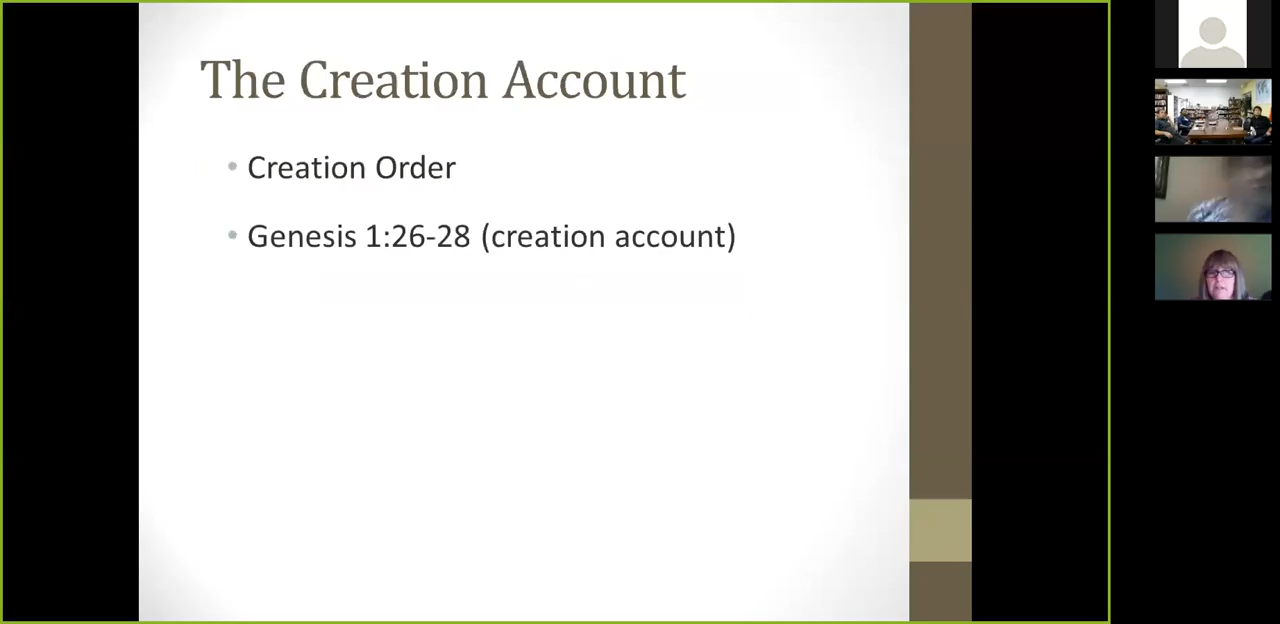 The Creation Account
Creation Order
Genesis 1:26-28 (creation account)